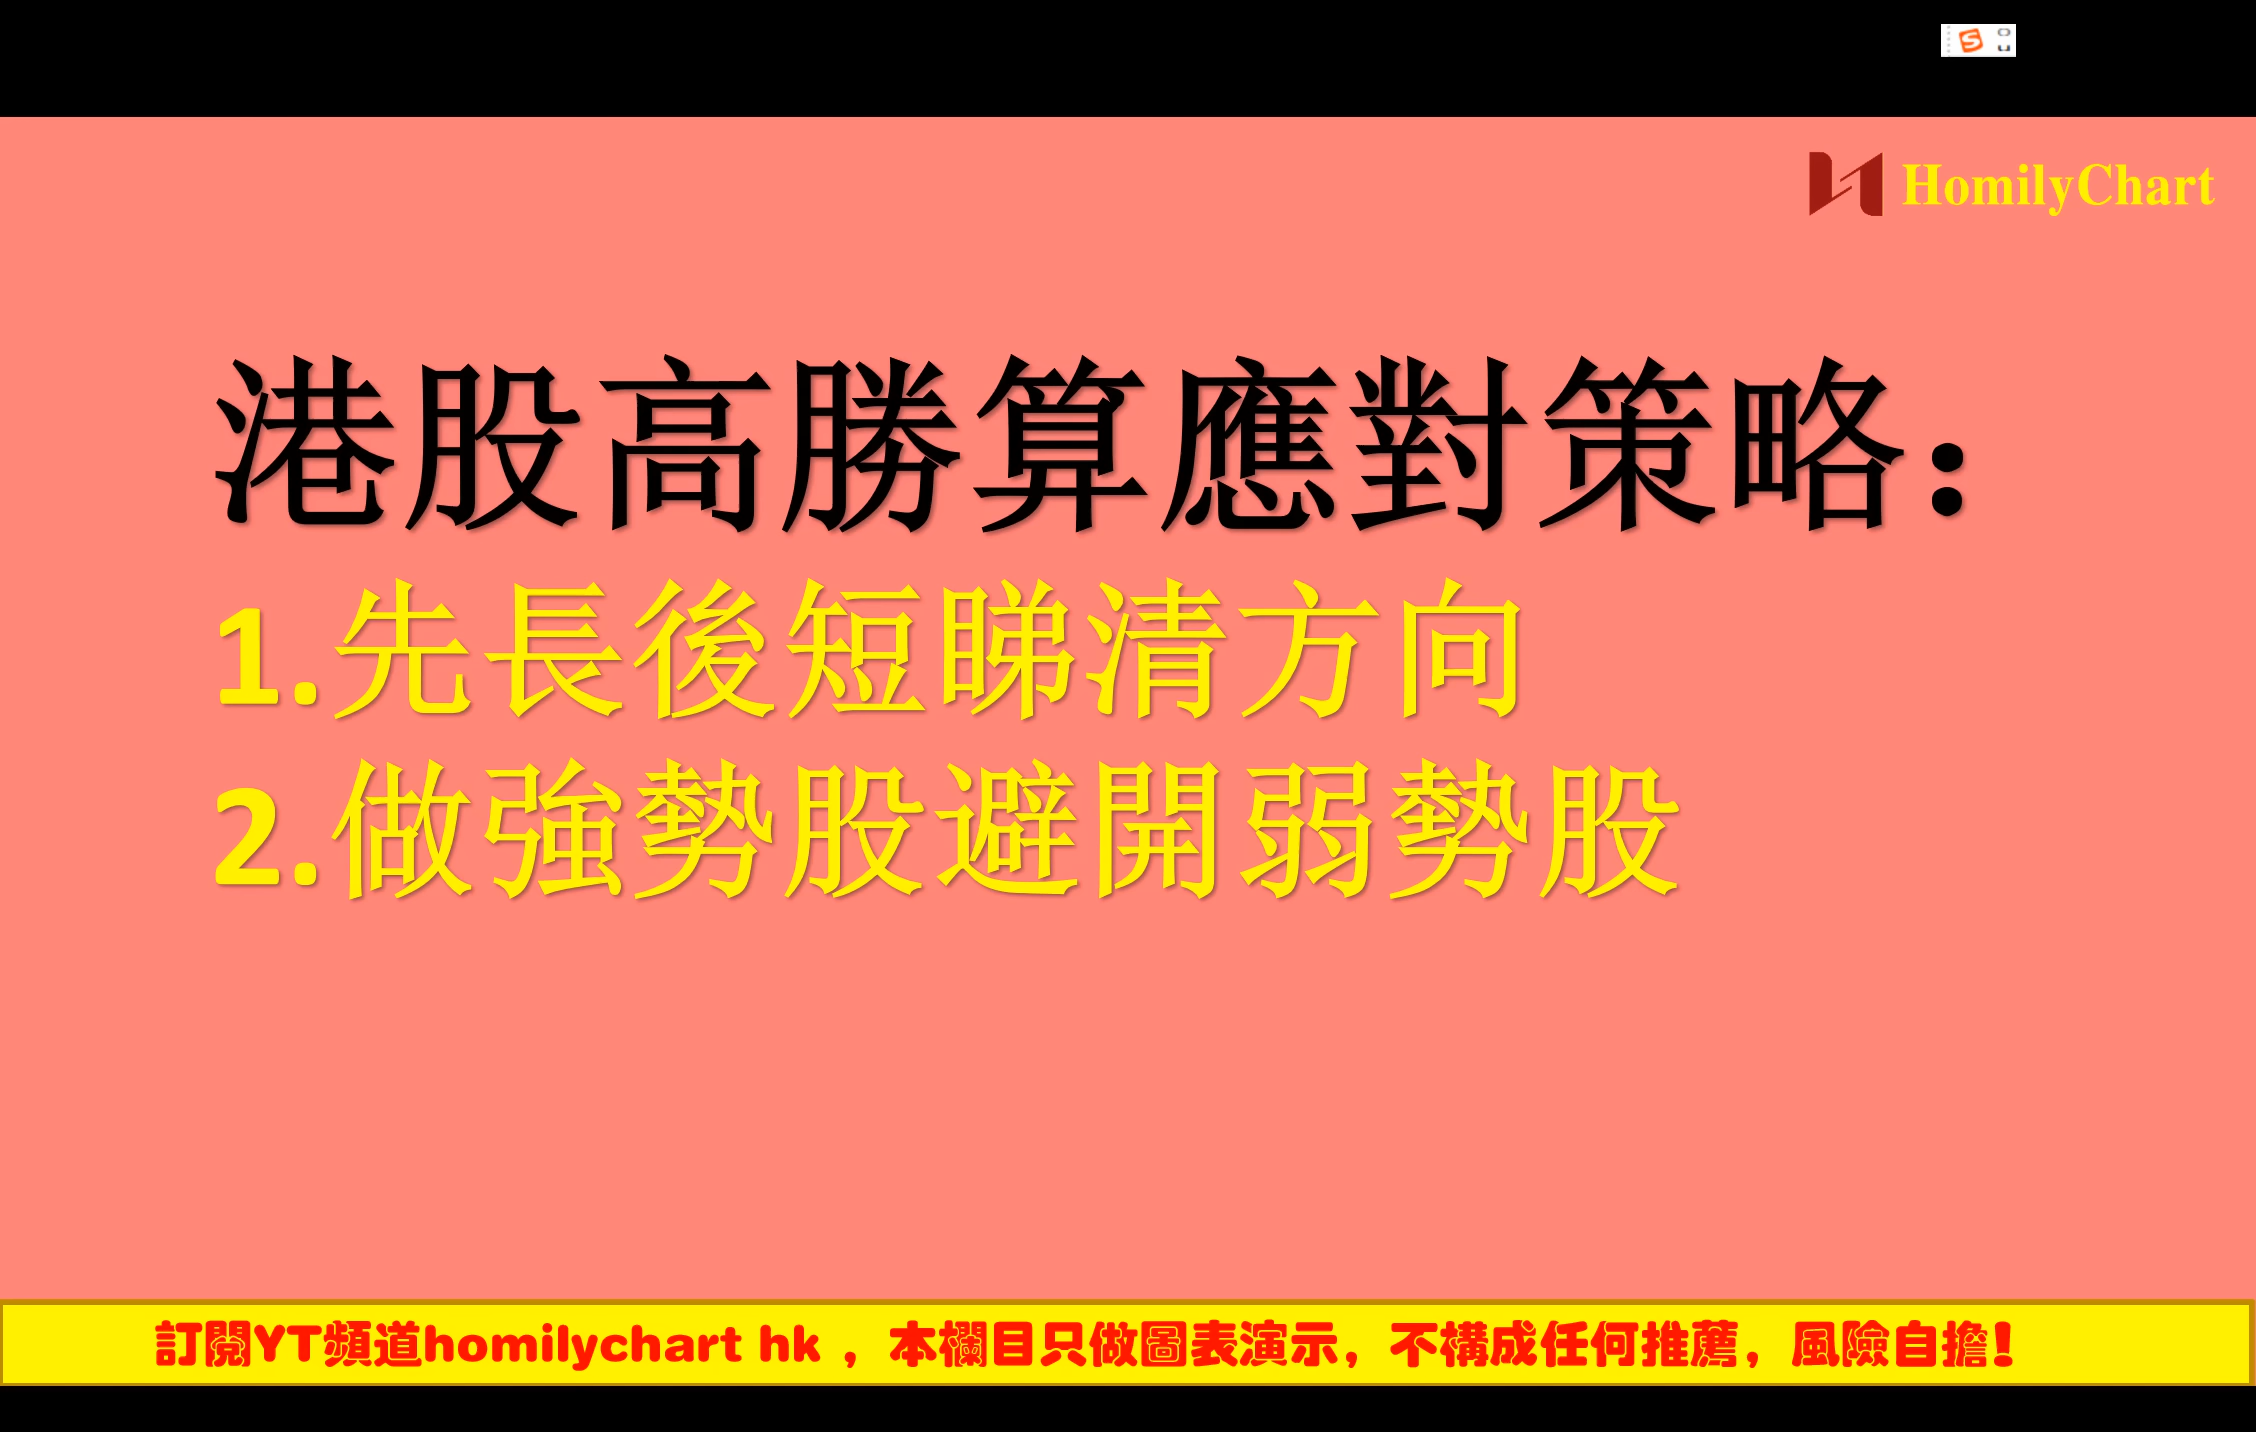 HomilyChart
港股高勝算應對策略:
1.先長後短睇清方向
2.做強勢股避開弱勢股
訂閱YT頻道homilychart hk ，本欄目只做圖表演示，不構成任何推薦，風險自擔!